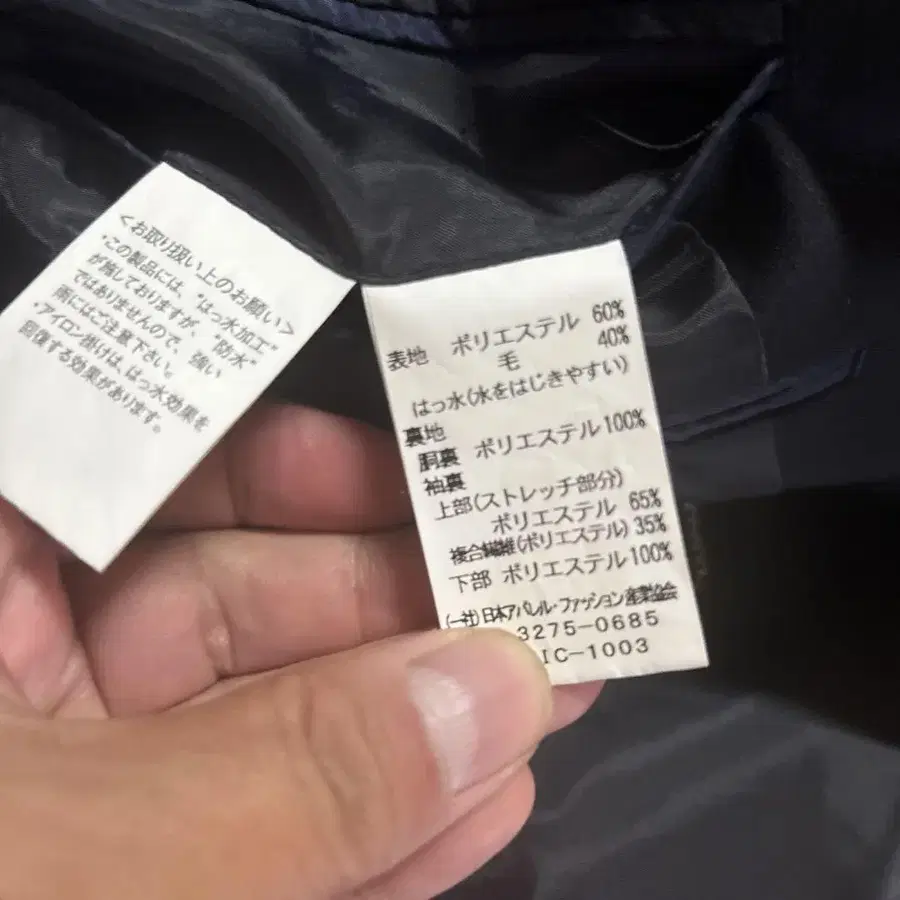 <お取り扱い上のお願い>
・この製品には、"はっ水加工"
が施しておりますが、"防水"
ではありませんので、強い
雨にはご注意下さい。
・アイロン掛けは、はっ水効果を
回復する効果があります。
表地 ポリエステル 60%
毛 40%
はっ水(水をはじきやすい)
裏地
胴裏 ポリエステル100%
袖裏
上部(ストレッチ部分)
ポリエステル 65%
複合繊維(ポリエステル) 35%
下部 ポリエステル100%
(一社)日本アパレル・ファッション産業協会
3275-0685
IC-1003